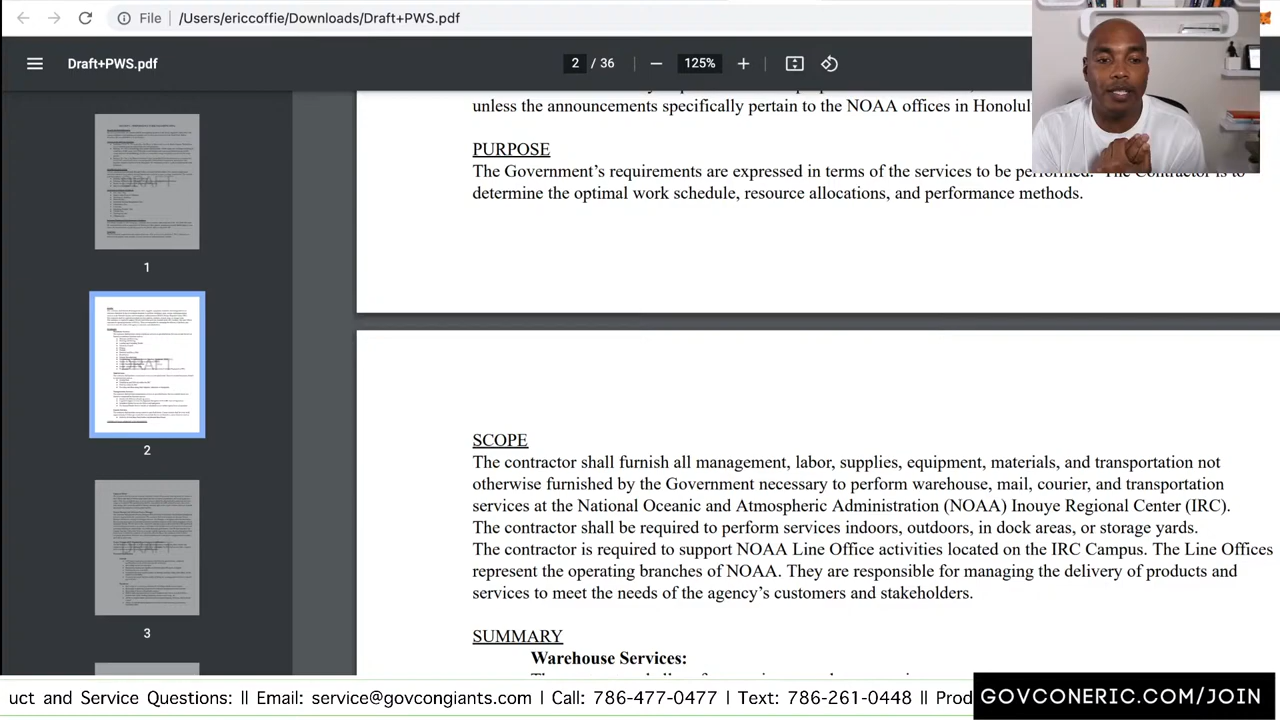 File | /Users/ericcoffie/Downloads/Draft+PWS.pdf
Draft+PWS.pdf
2 / 36
125%
unless the announcements specifically pertain to the NOAA offices in Honolul
PURPOSE
The Government's requirements are expressed in terms of the services to be performed. The Contractor is to
determine the optimal work schedule, resource allocations, and performance methods.
1
2
3
SCOPE
The contractor shall furnish all management, labor, supplies, equipment, materials, and transportation not
otherwise furnished by the Government necessary to perform warehouse, mail, courier, and transportation
services at the National Oceanic and Atmospheric Administration (NOAA) Inouye Regional Center (IRC).
The contractor shall be required to perform services indoors, outdoors, in dock areas, or storage yards.
The contractor is required to support NOAA Line Office activities located on the IRC Campus. The Line Offices
represent the operating branches of NOAA. They are responsible for managing the delivery of products and
services to meet the needs of the agency's customers and stakeholders.
SUMMARY
Warehouse Services:
uct and Service Questions: || Email: service@govcongiants.com | Call: 786-477-0477 | Text: 786-261-0448 || Prod
GOVCONERIC.COM/JOIN